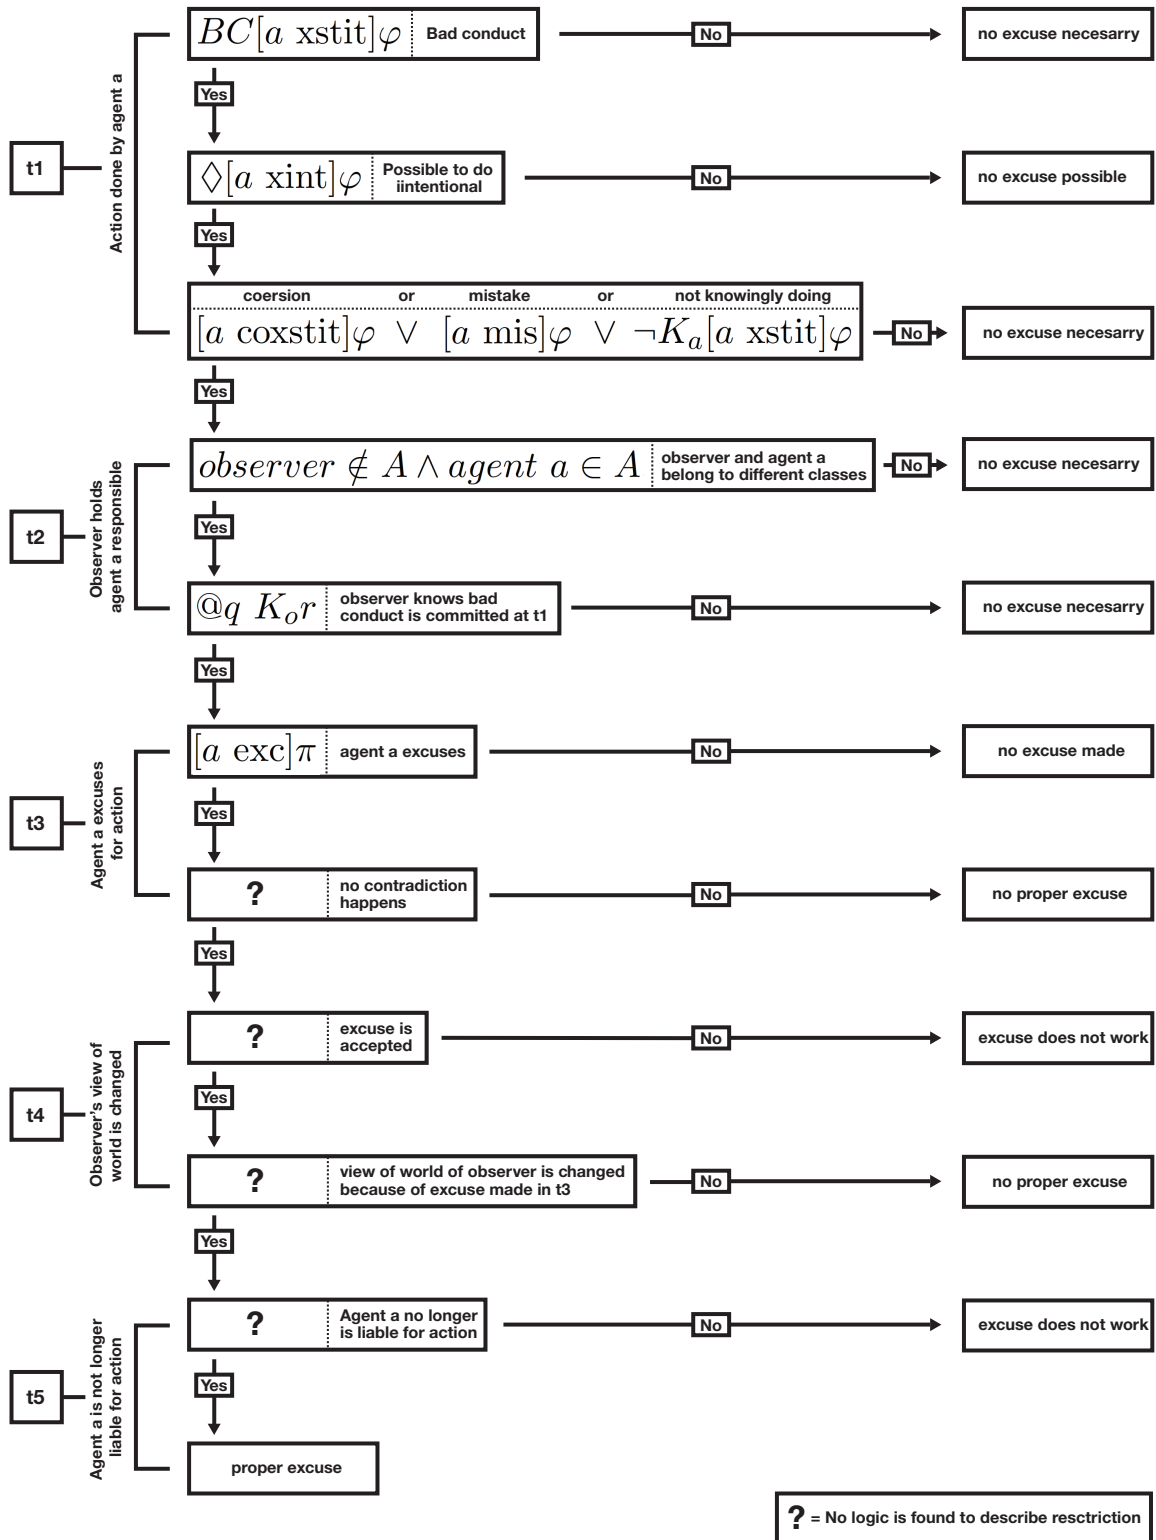 BC[a xstit]φ Bad conduct No no excuse necesarry
Yes
t1
Action done by agent a
◊[a xint]φ Possible to do
iintentional
No no excuse possible
Yes
coersion or mistake or not knowingly doing
[a coxstit]φ ∨ [a mis]φ ∨ ¬Kₐ[a xstit]φ No no excuse necesarry
Yes
t2
Observer holds
agent a responsible
observer ∉ A ∧ agent a ∈ A observer and agent a
belong to different classes
No no excuse necesarry
Yes
@q Kₒr observer knows bad
conduct is committed at t1
No no excuse necesarry
Yes
t3
Agent a excuses
for action
[a exc]π agent a excuses No no excuse made
Yes
? no contradiction
happens
No no proper excuse
Yes
t4
Observer's view of
world is changed
? excuse is
accepted
No excuse does not work
Yes
? view of world of observer is changed
because of excuse made in t3
No no proper excuse
Yes
t5
Agent a is not longer
liable for action
? Agent a no longer
is liable for action
No excuse does not work
Yes
proper excuse
? = No logic is found to describe resctriction